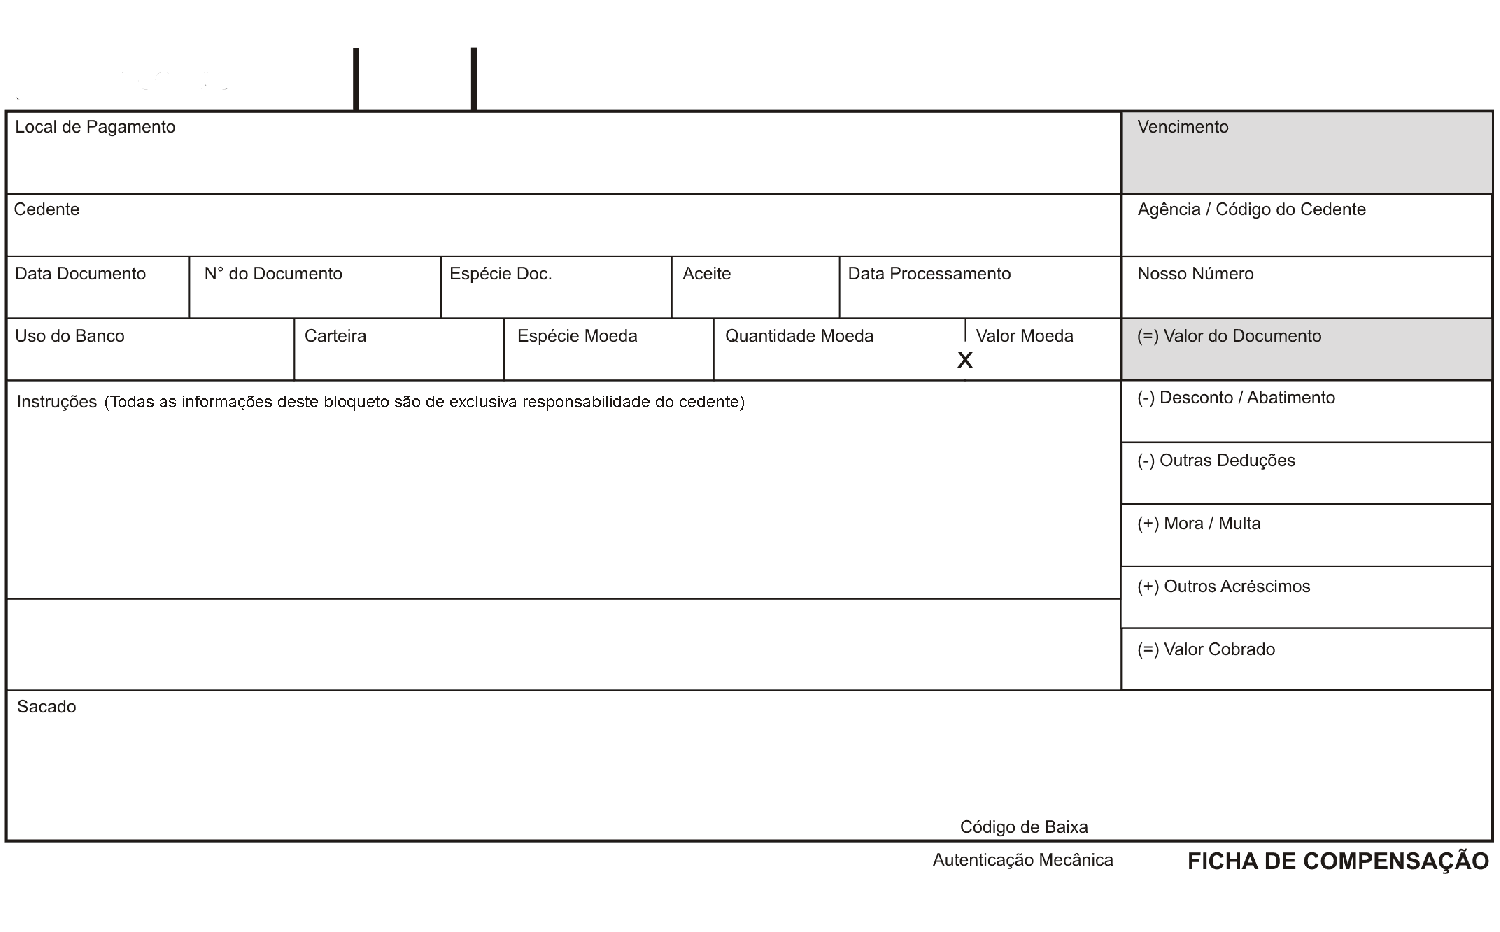 Local de Pagamento
Vencimento
Cedente
Agência / Código do Cedente
Data Documento
N° do Documento
Espécie Doc.
Aceite
Data Processamento
Nosso Número
Uso do Banco
Carteira
Espécie Moeda
Quantidade Moeda
X
Valor Moeda
(=) Valor do Documento
Instruções (Todas as informações deste bloqueto são de exclusiva responsabilidade do cedente)
(-) Desconto / Abatimento
(-) Outras Deduções
(+) Mora / Multa
(+) Outros Acréscimos
(=) Valor Cobrado
Sacado
Código de Baixa
Autenticação Mecânica
FICHA DE COMPENSAÇÃO